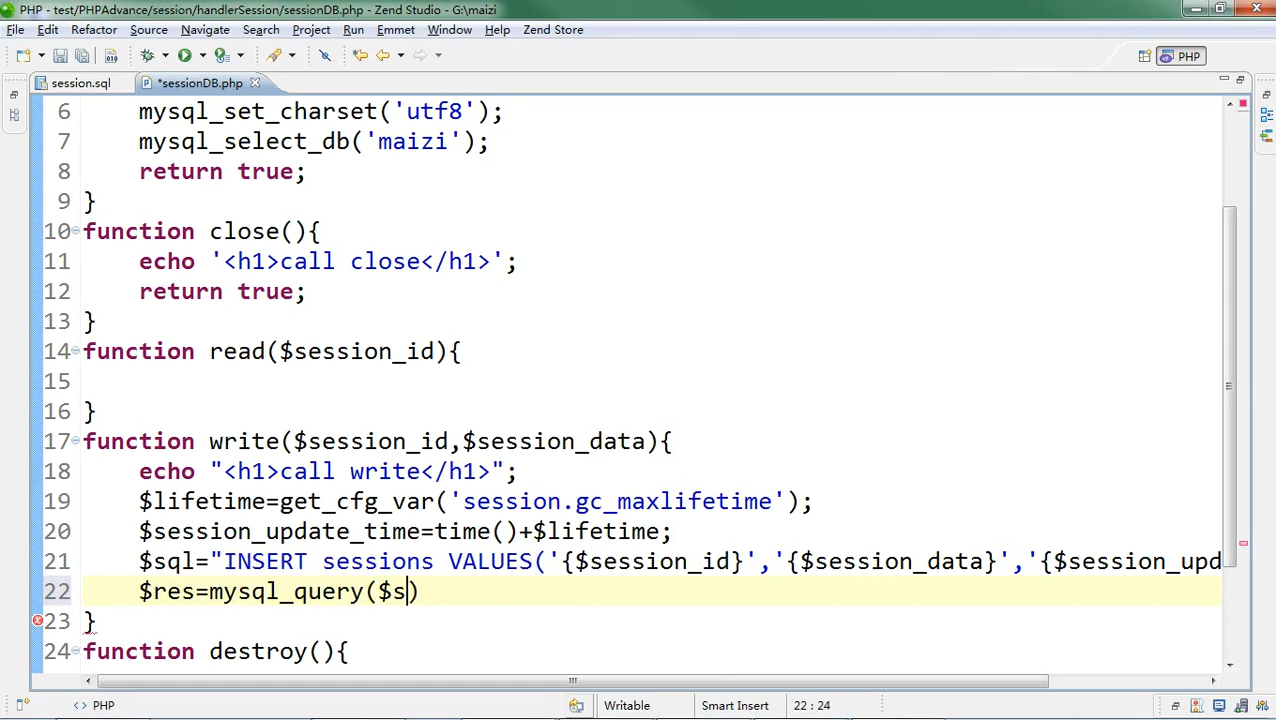 PHP - test/PHPAdvance/session/handlerSession/sessionDB.php - Zend Studio - G:\maizi
File Edit Refactor Source Navigate Search Project Run Emmet Window Help Zend Store
PHP
session.sql *sessionDB.php
6 mysql_set_charset('utf8');
7 mysql_select_db('maizi');
8 return true;
9 }
10 function close(){
11 echo '<h1>call close</h1>';
12 return true;
13 }
14 function read($session_id){
15
16 }
17 function write($session_id,$session_data){
18 echo "<h1>call write</h1>";
19 $lifetime=get_cfg_var('session.gc_maxlifetime');
20 $session_update_time=time()+$lifetime;
21 $sql="INSERT sessions VALUES('{$session_id}','{$session_data}','{$session_upd
22 $res=mysql_query($s)
23 }
24 function destroy(){
<> PHP Writable Smart Insert 22 : 24